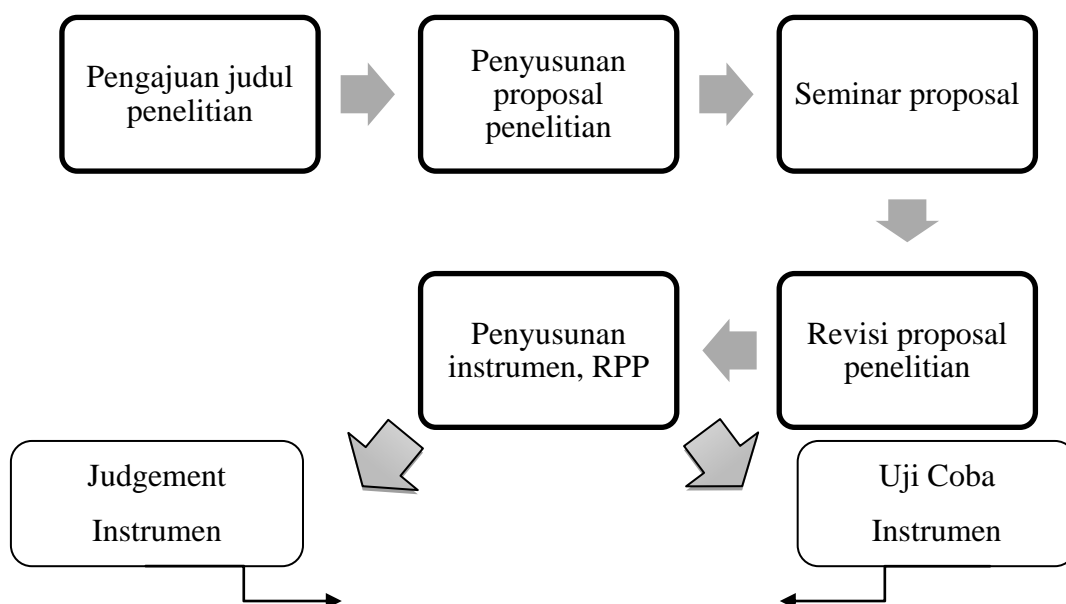 Pengajuan judul
penelitian
Penyusunan
proposal
penelitian
Seminar proposal
Penyusunan
instrumen, RPP
Revisi proposal
penelitian
Judgement
Instrumen
Uji Coba
Instrumen